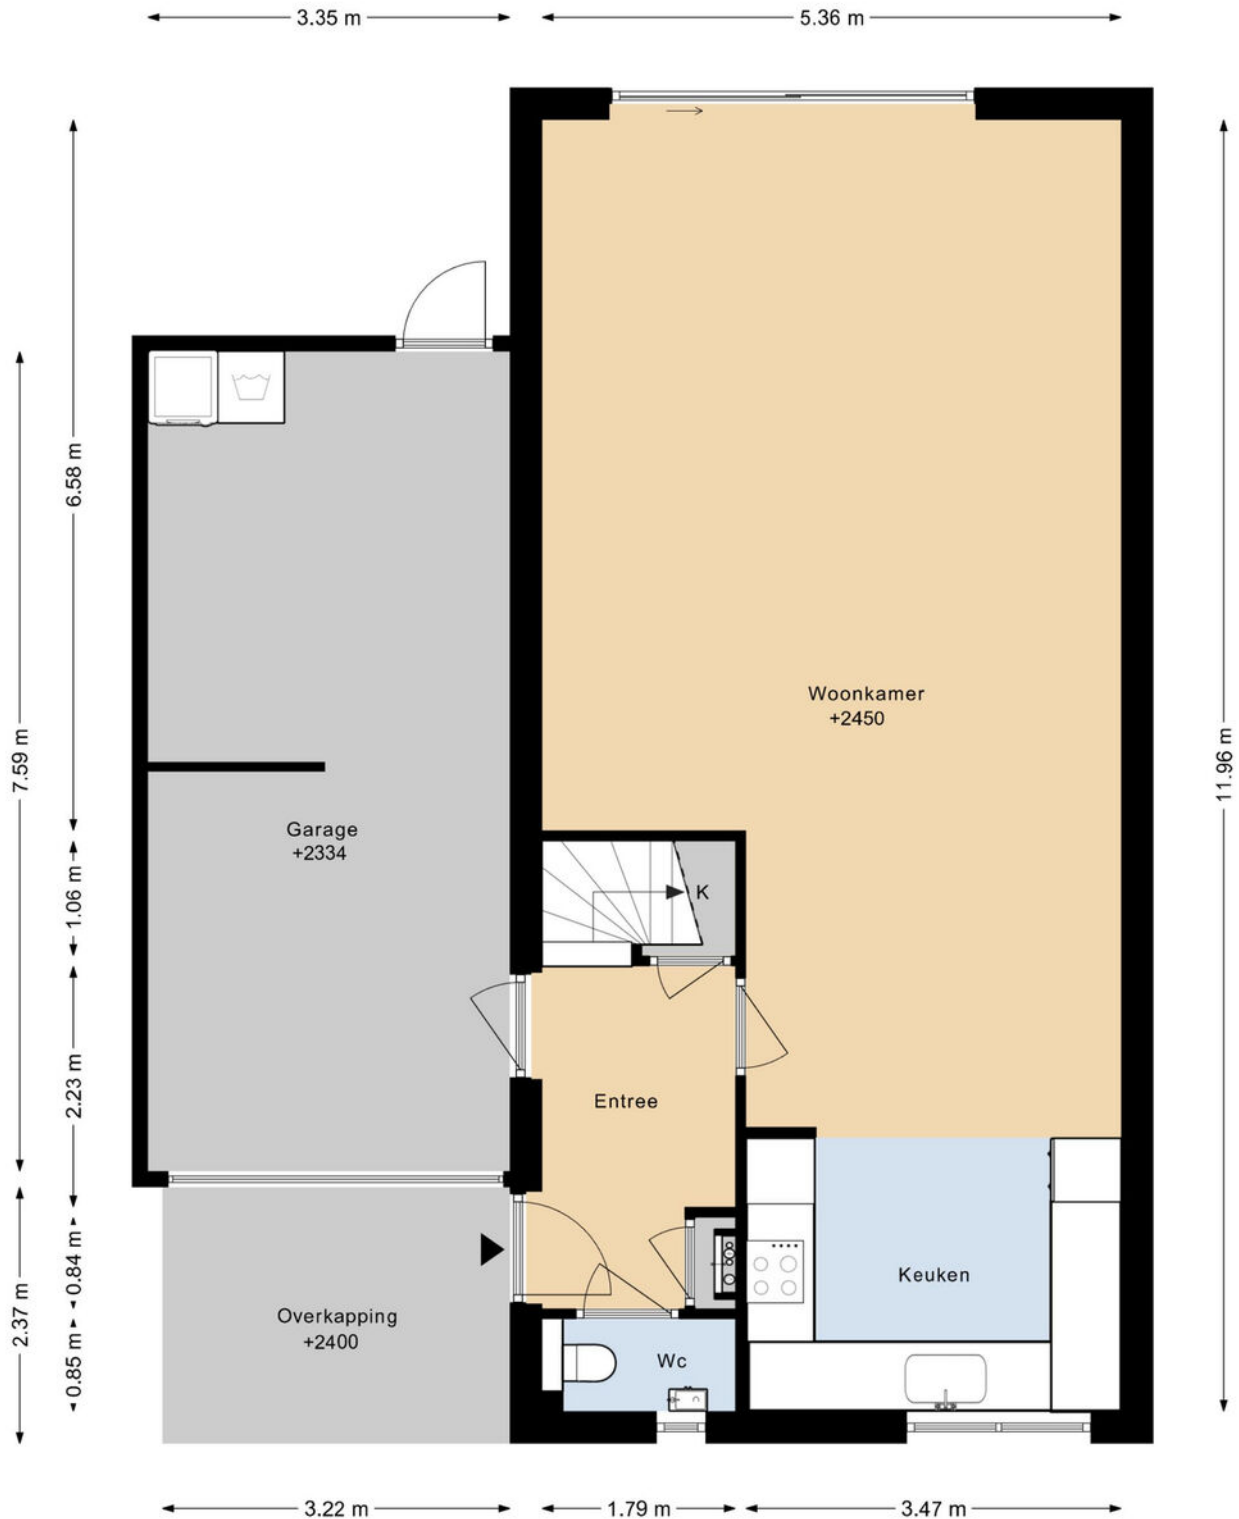 3.35 m
5.36 m
6.58 m
Woonkamer
+2450
7.59 m
11.96 m
Garage
+2334
1.06 m
K
2.23 m
Entree
0.84 m
Keuken
2.37 m
Overkapping
+2400
0.85 m
Wc
3.22 m
1.79 m
3.47 m